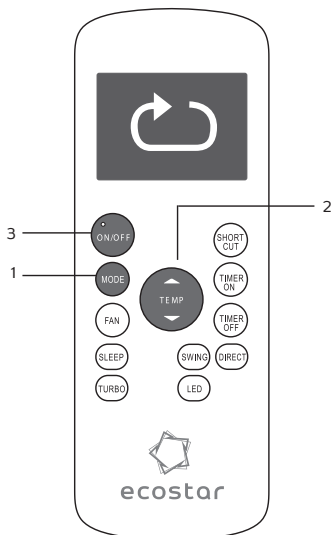 2
3
ON/OFF
SHORT
CUT
1
MODE
TEMP
TIMER
ON
FAN
TIMER
OFF
SLEEP
SWING
DIRECT
TURBO
LED
ecostar